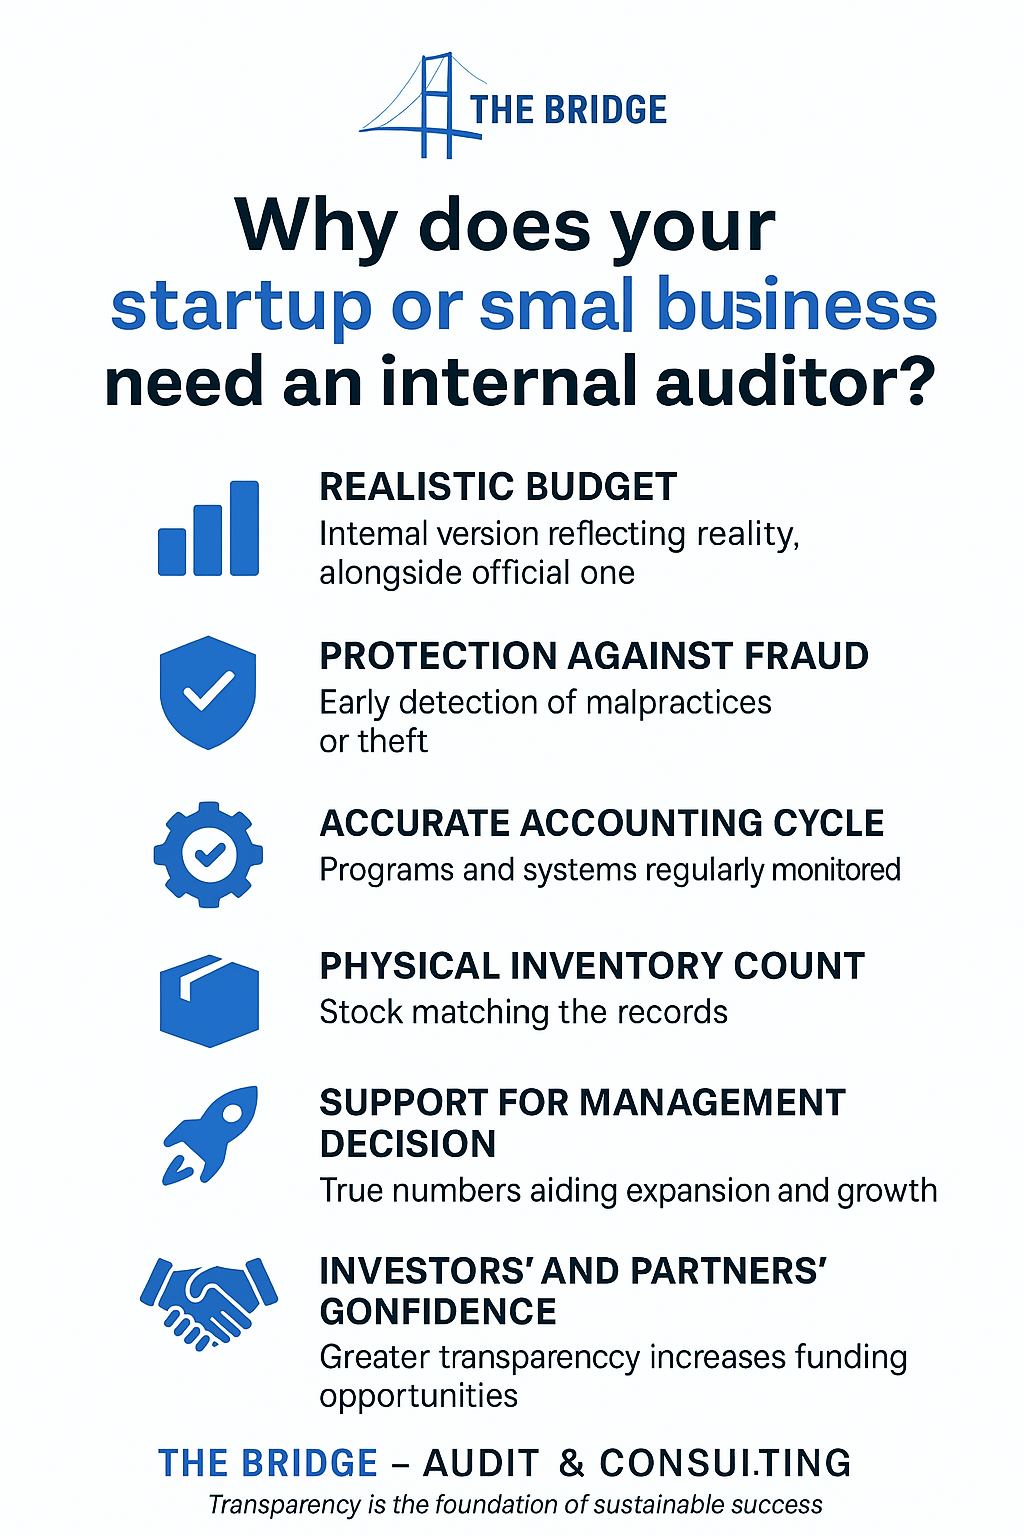 THE BRIDGE
Why does your
startup or smal business
need an internal auditor?
REALISTIC BUDGET
Intemal version reflecting reality,
alongside official one
PROTECTION AGAINST FRAUD
Early detection of malpractices
or theft
ACCURATE ACCOUNTING CYCLE
Programs and systems regularly monitored
PHYSICAL INVENTORY COUNT
Stock matching the records
SUPPORT FOR MANAGEMENT
DECISION
True numbers aiding expansion and growth
INVESTORS’ AND PARTNERS’
GONFIDENCE
Greater transparenccy increases funding
opportunities
THE BRIDGE – AUDIT & CONSUI.TING
Transparency is the foundation of sustainable success